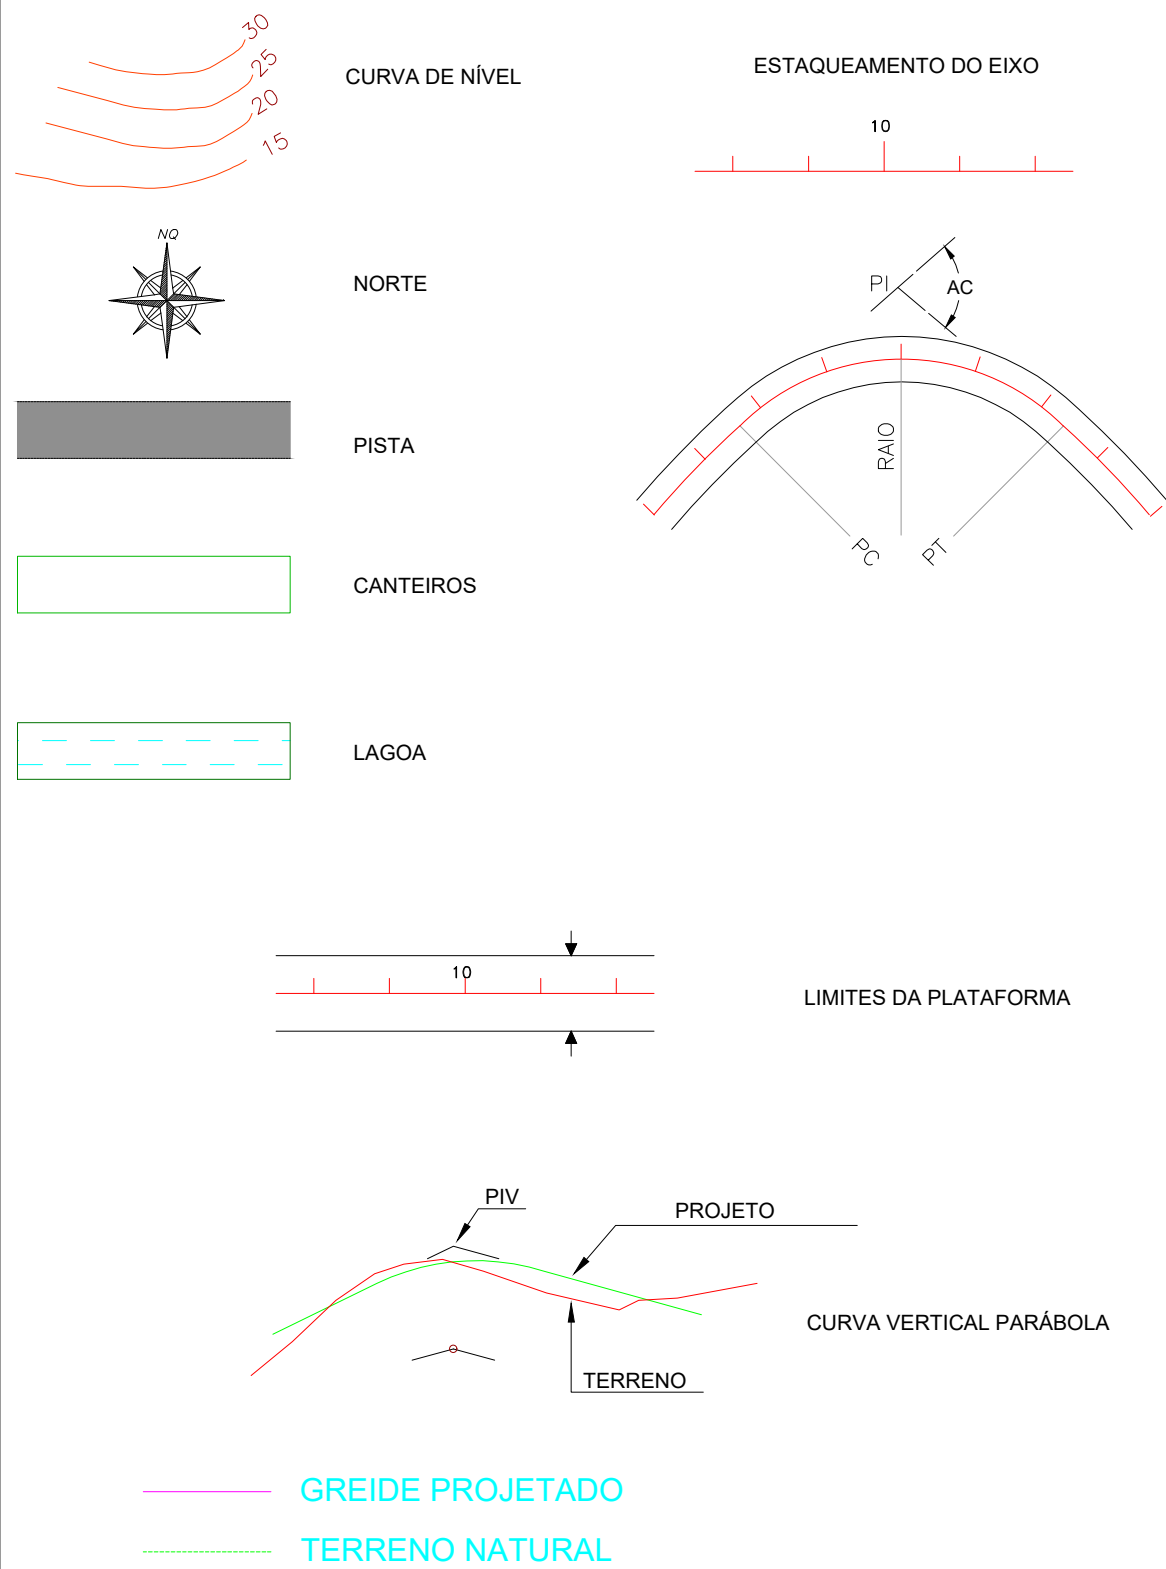 30
25
20
15
CURVA DE NÍVEL
ESTAQUEAMENTO DO EIXO
10
NQ
NORTE
PI
AC
RAIO
PC
PT
PISTA
CANTEIROS
LAGOA
10
LIMITES DA PLATAFORMA
PIV
PROJETO
TERRENO
CURVA VERTICAL PARÁBOLA
GREIDE PROJETADO
TERRENO NATURAL